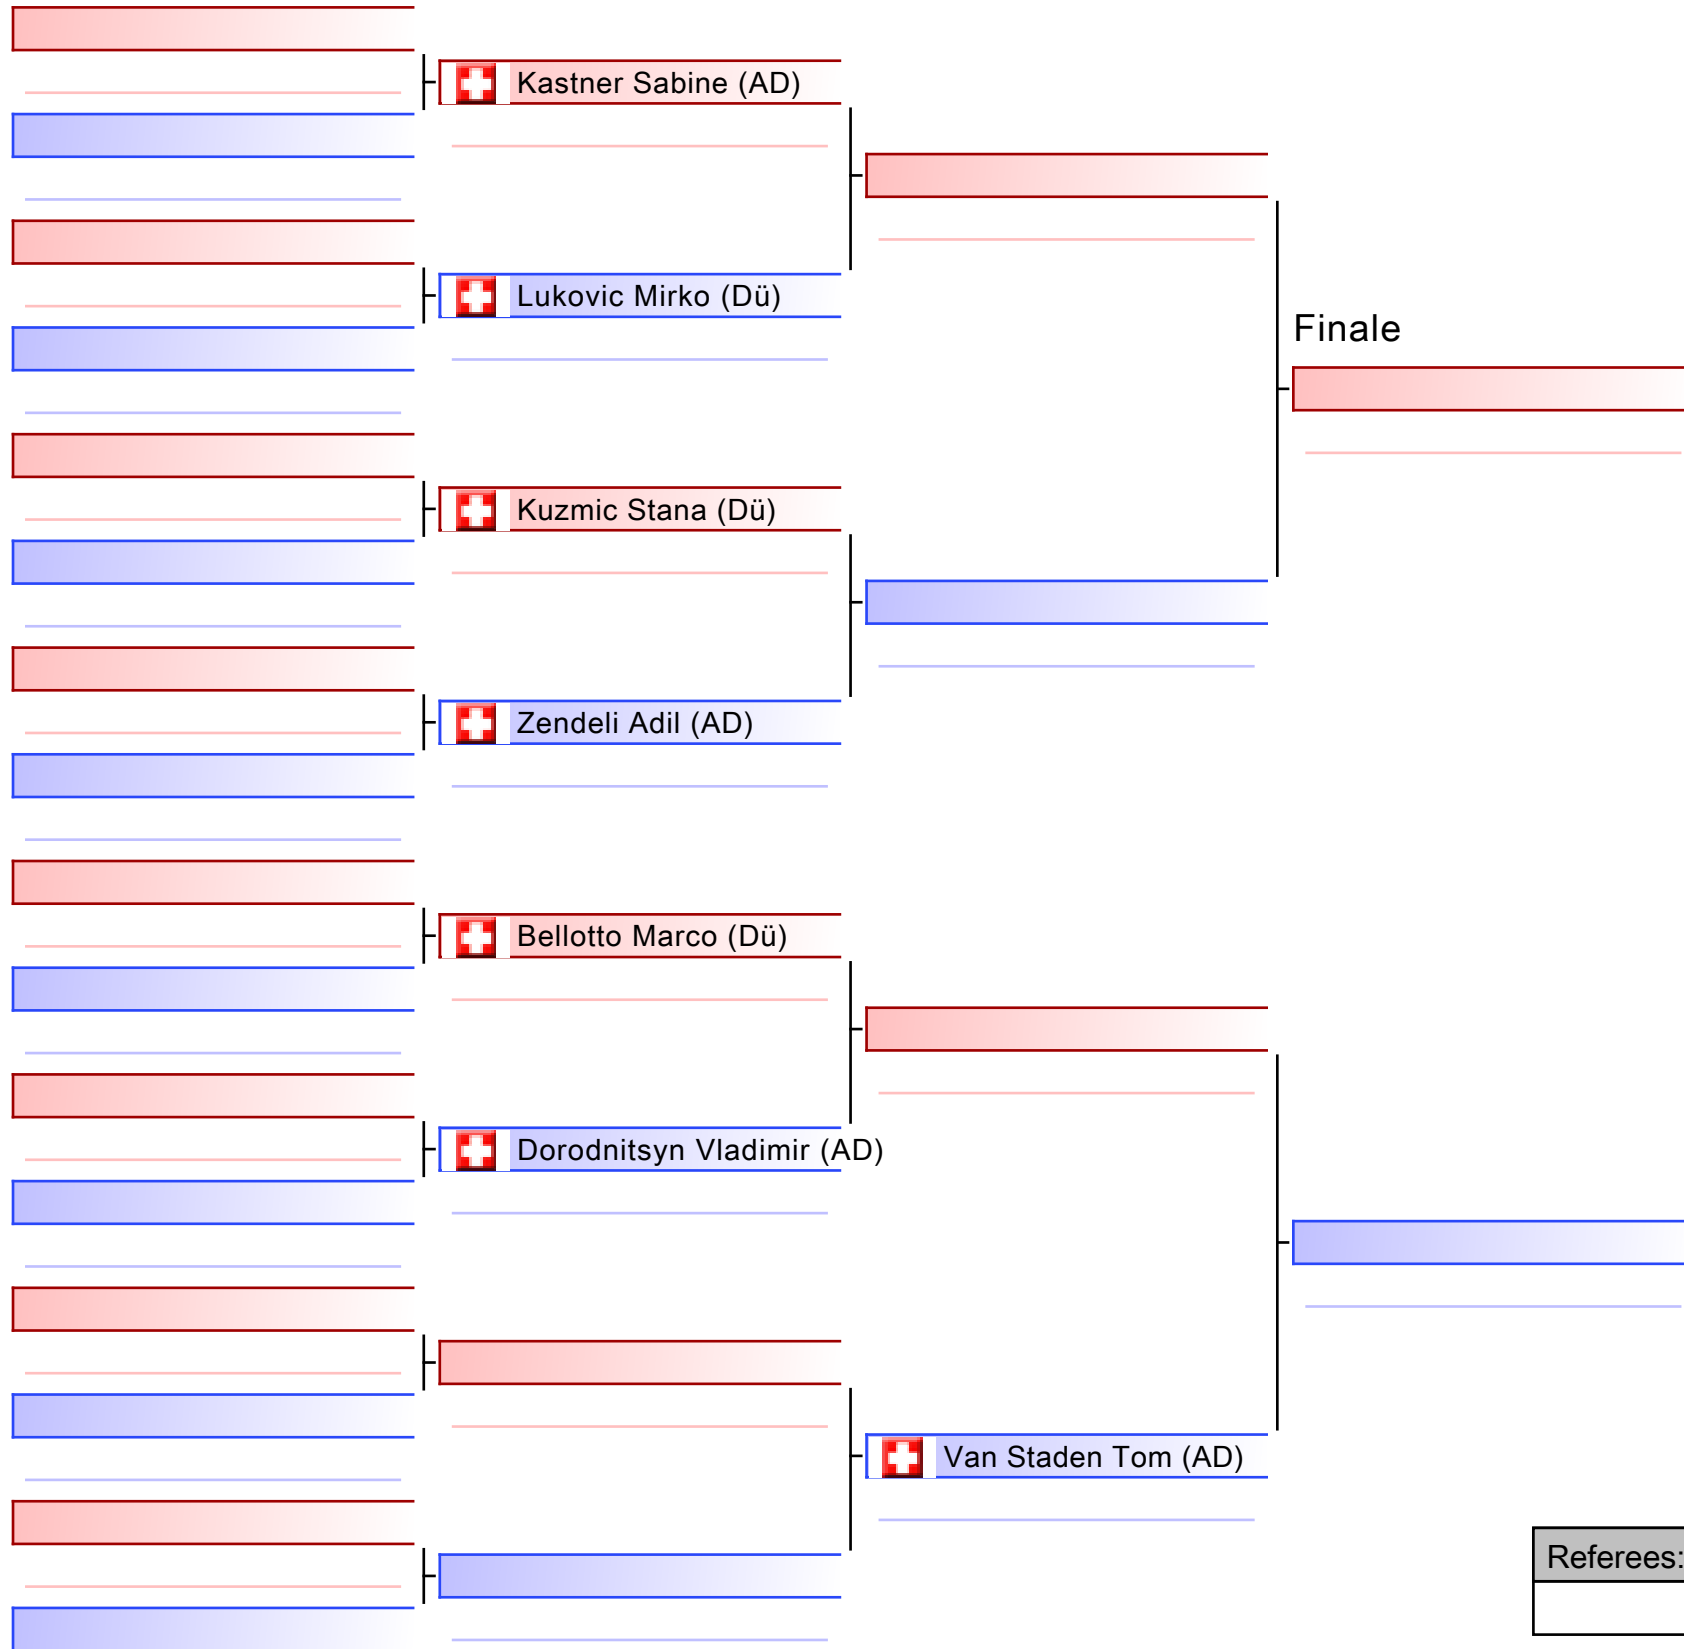 Kastner Sabine (AD)
Lukovic Mirko (Dü)
Finale
Kuzmic Stana (Dü)
Zendeli Adil (AD)
Bellotto Marco (Dü)
Dorodnitsyn Vladimir (AD)
Van Staden Tom (AD)
Referees: